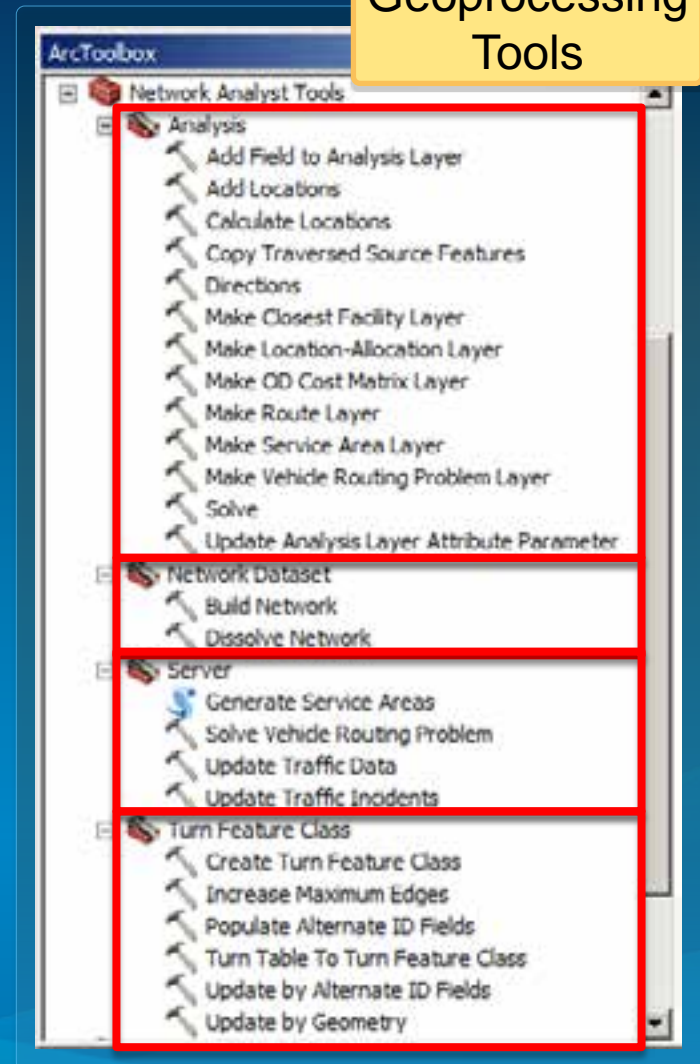 Geoprocessing
Tools
ArcToolbox
Network Analyst Tools
Analysis
Add Field to Analysis Layer
Add Locations
Calculate Locations
Copy Traversed Source Features
Directions
Make Closest Facility Layer
Make Location-Allocation Layer
Make OD Cost Matrix Layer
Make Route Layer
Make Service Area Layer
Make Vehicle Routing Problem Layer
Solve
Update Analysis Layer Attribute Parameter
Network Dataset
Build Network
Dissolve Network
Server
Generate Service Areas
Solve Vehicle Routing Problem
Update Traffic Data
Update Traffic Incidents
Turn Feature Class
Create Turn Feature Class
Increase Maximum Edges
Populate Alternate ID Fields
Turn Table To Turn Feature Class
Update by Alternate ID Fields
Update by Geometry